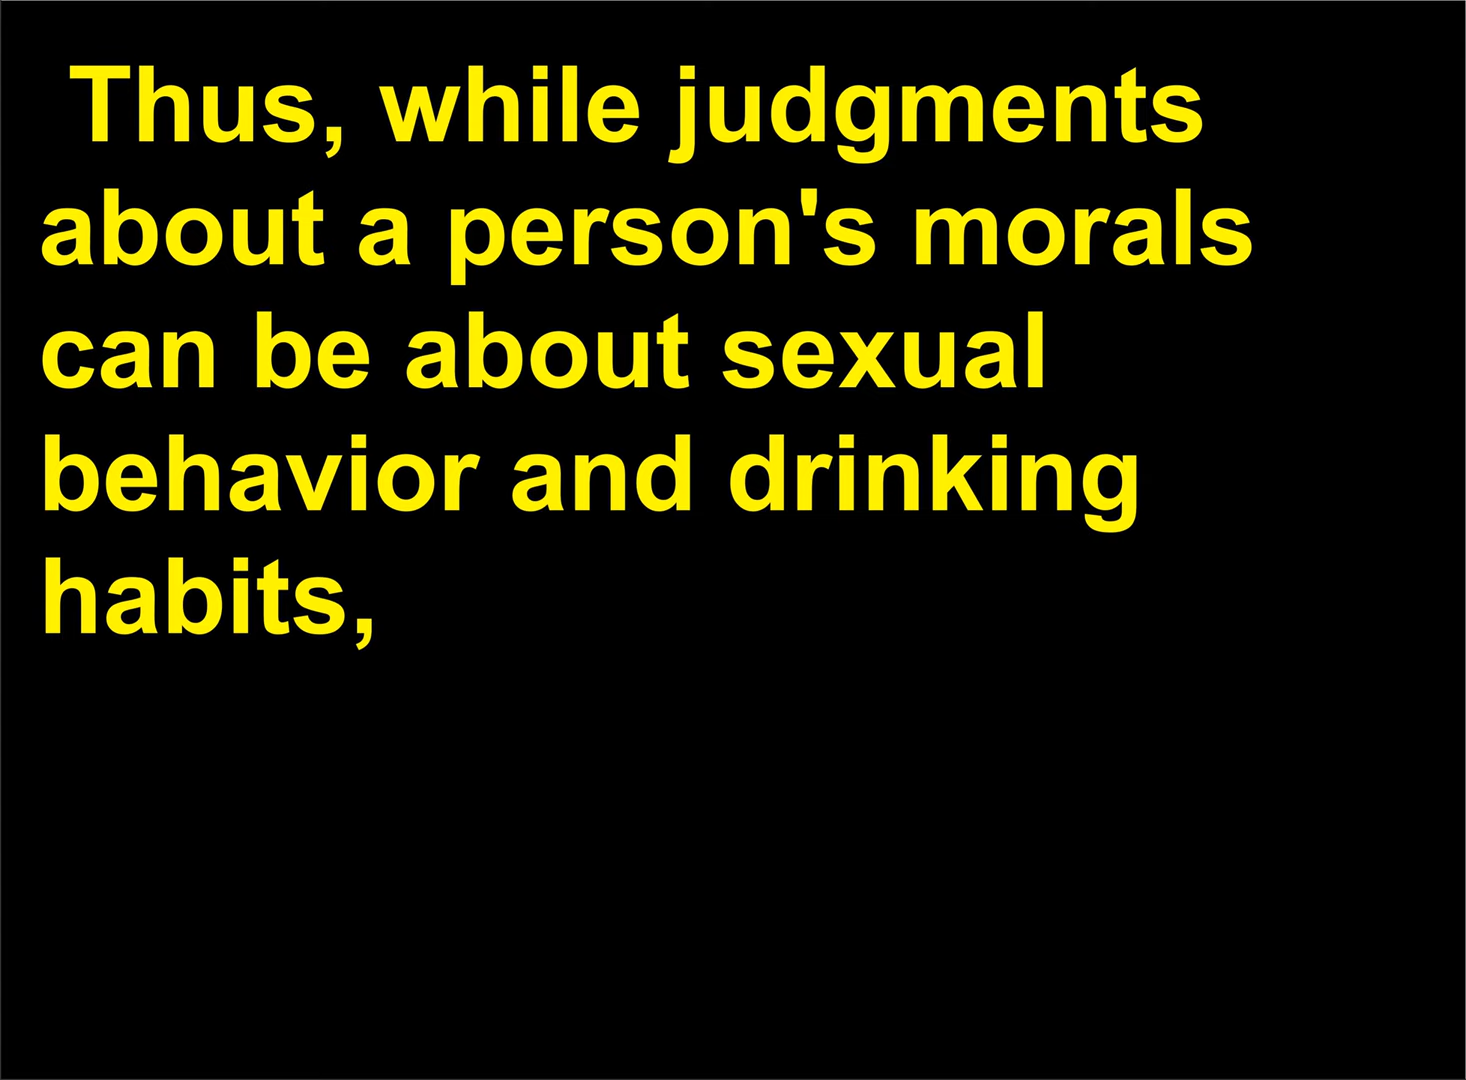 Thus, while judgments
about a person's morals
can be about sexual
behavior and drinking
habits,